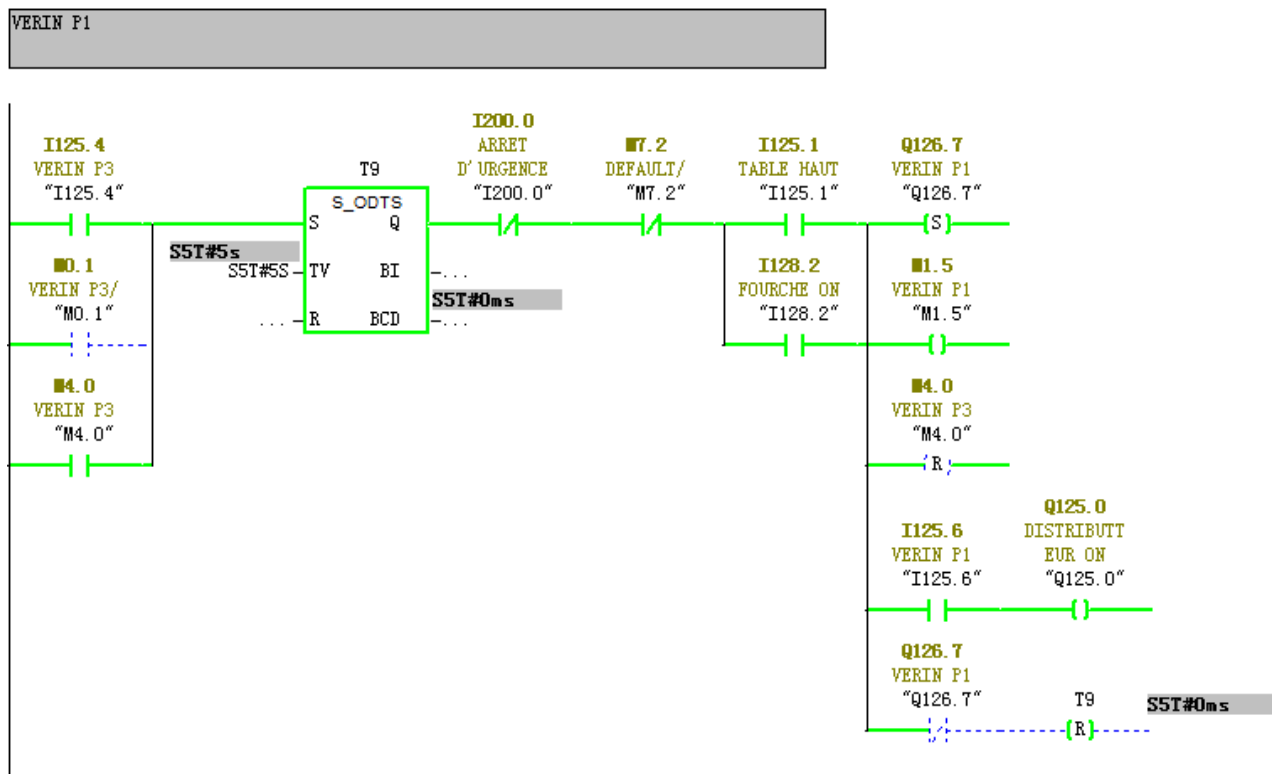 VERIN P1
I125.4
VERIN P3
"I125.4"
M0.1
VERIN P3/
"M0.1"
M4.0
VERIN P3
"M4.0"
T9
S_ODTS
S Q
S5T#5s
S5T#5S TV BI ...
S5T#0ms
... R BCD ...
I200.0
ARRET
D'URGENCE
"I200.0"
M7.2
DEFAULT/
"M7.2"
I125.1
TABLE HAUT
"I125.1"
I128.2
FOURCHE ON
"I128.2"
Q126.7
VERIN P1
"Q126.7"
S
M1.5
VERIN P1
"M1.5"
M4.0
VERIN P3
"M4.0"
R
I125.6
VERIN P1
"I125.6"
Q125.0
DISTRIBUTT
EUR ON
"Q125.0"
Q126.7
VERIN P1
"Q126.7"
T9
R
S5T#0ms